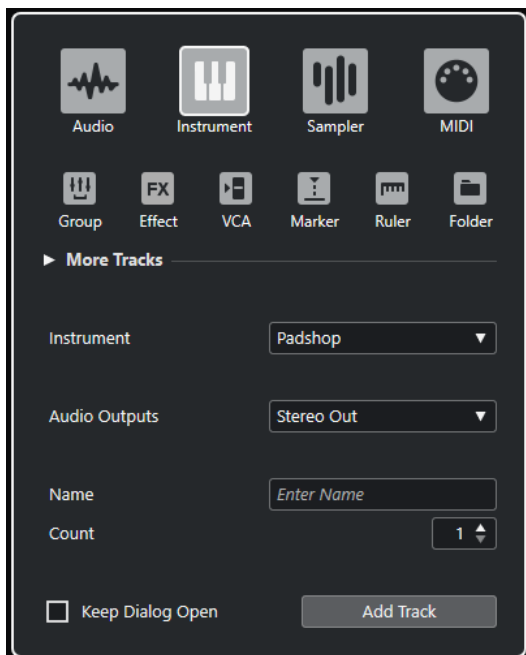 Audio Instrument Sampler MIDI
FX
Group Effect VCA Marker Ruler Folder
More Tracks
Instrument Padshop
Audio Outputs Stereo Out
Name Enter Name
Count 1
Keep Dialog Open Add Track